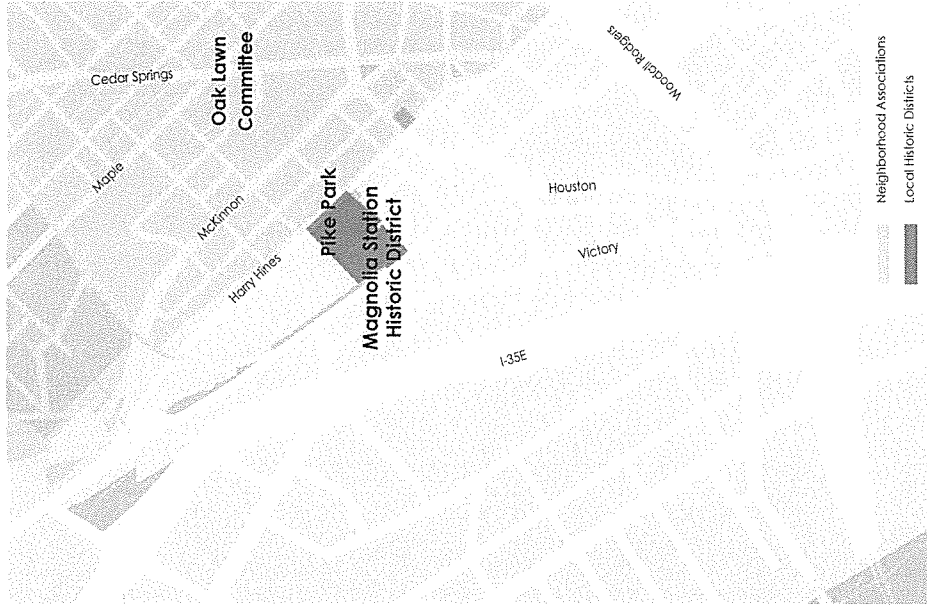 Cedar Springs
Oak Lawn
Committee
Woodall Rodgers
Maple
McKinnon
Pike Park
Harry Hines
Magnolia Station
Historic District
Houston
Victory
I-35E
Neighborhood Associations
Local Historic Districts